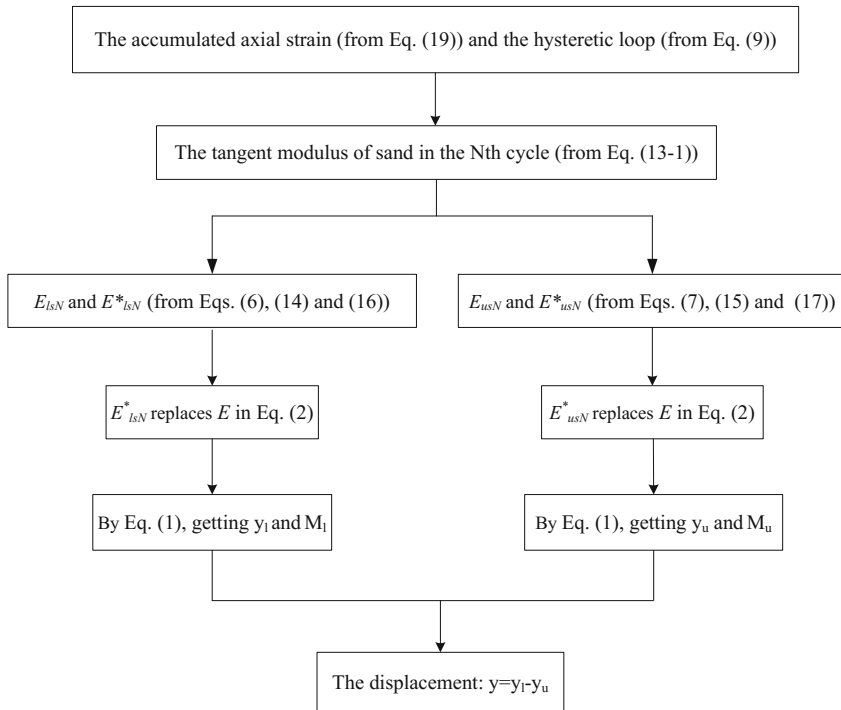 The accumulated axial strain (from Eq. (19)) and the hysteretic loop (from Eq. (9))
The tangent modulus of sand in the Nth cycle (from Eq. (13-1))
E_lsN and E*_lsN (from Eqs. (6), (14) and (16))
E_usN and E*_usN (from Eqs. (7), (15) and (17))
E*_lsN replaces E in Eq. (2)
E*_usN replaces E in Eq. (2)
By Eq. (1), getting y_l and M_l
By Eq. (1), getting y_u and M_u
The displacement: y=y_l-y_u